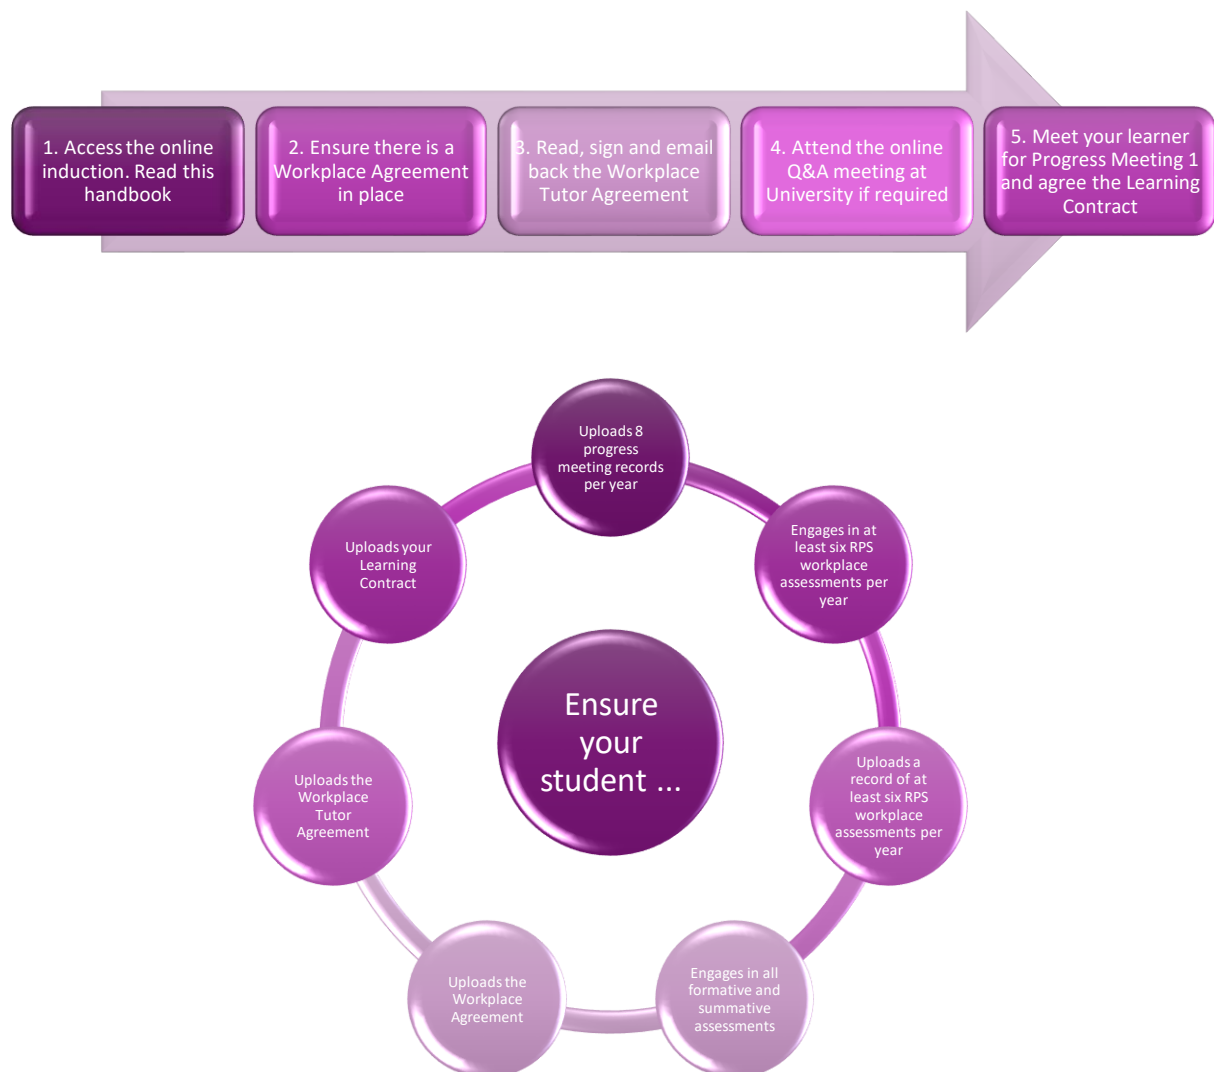 1. Access the online
induction. Read this
handbook
2. Ensure there is a
Workplace Agreement
in place
3. Read, sign and email
back the Workplace
Tutor Agreement
4. Attend the online
Q&A meeting at
University if required
5. Meet your learner
for Progress Meeting 1
and agree the Learning
Contract
Uploads 8
progress
meeting records
per year
Engages in at
least six RPS
workplace
assessments per
year
Uploads a
record of at
least six RPS
workplace
assessments per
year
Engages in all
formative and
summative
assessments
Uploads the
Workplace
Agreement
Uploads the
Workplace
Tutor
Agreement
Uploads your
Learning
Contract
Ensure
your
student ...